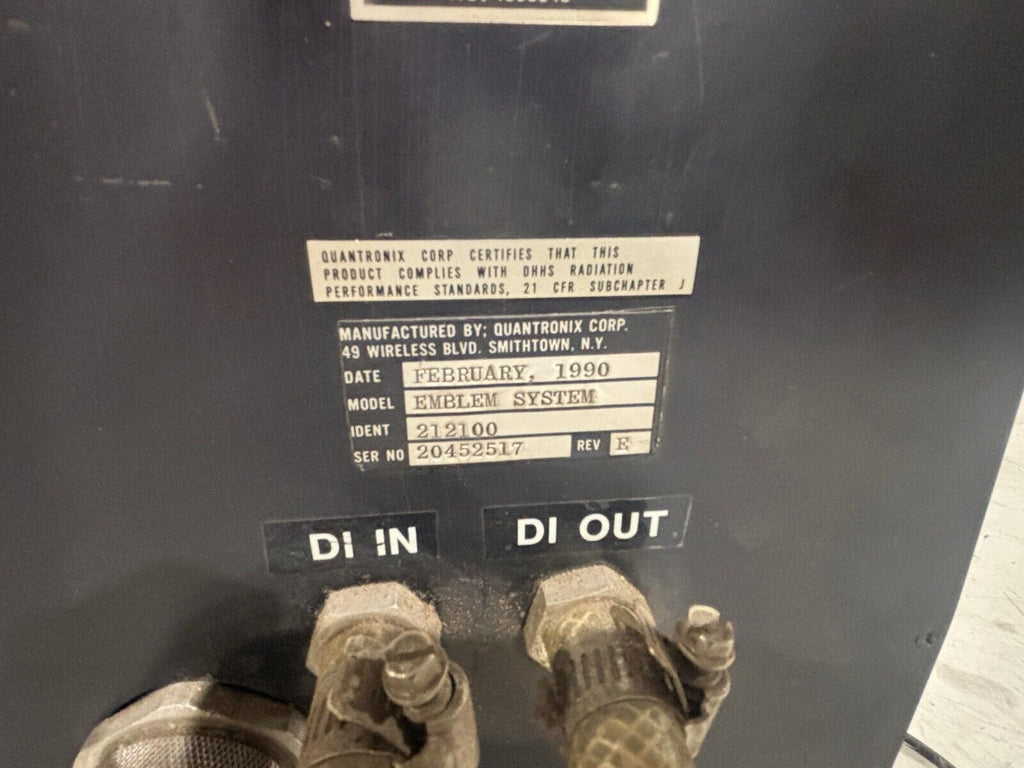 QUANTRONIX CORP CERTIFIES THAT THIS
PRODUCT COMPLIES WITH DHHS RADIATION
PERFORMANCE STANDARDS, 21 CFR SUBCHAPTER J
MANUFACTURED BY; QUANTRONIX CORP.
49 WIRELESS BLVD. SMITHTOWN, N.Y.
DATE FEBRUARY, 1990
MODEL EMBLEM SYSTEM
IDENT 212100
SER NO 20452517 REV E
DI IN
DI OUT